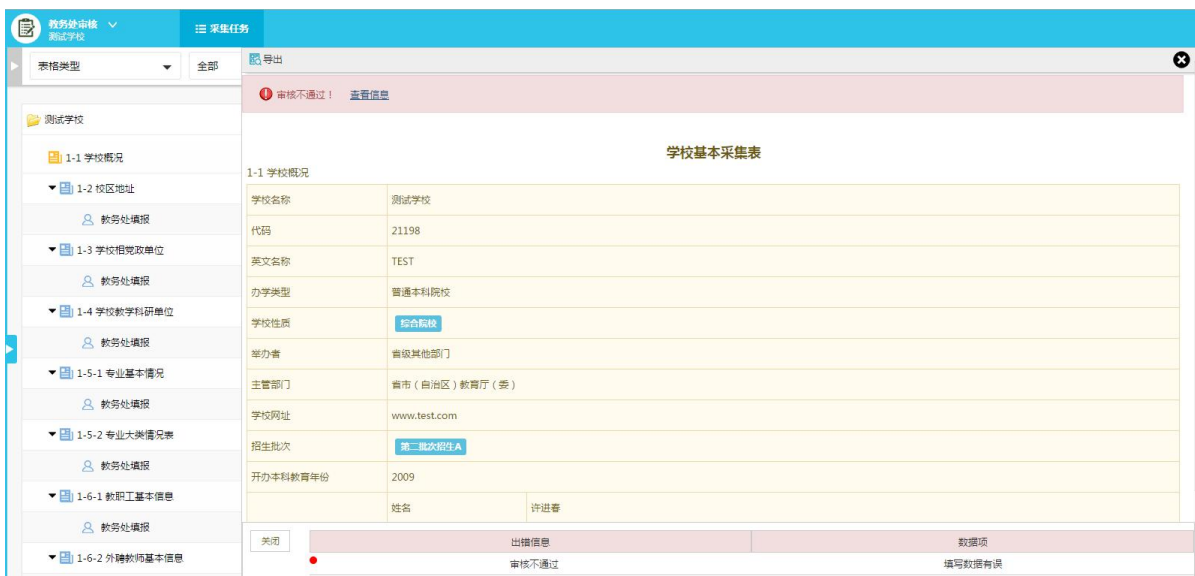 教务处审核
测试学校
采集任务
表格类型
全部
导出
审核不通过！ 查看信息
测试学校
1-1 学校概况
1-2 校区地址
教务处填报
1-3 学校相党政单位
教务处填报
1-4 学校教学科研单位
教务处填报
1-5-1 专业基本情况
教务处填报
1-5-2 专业大类情况表
教务处填报
1-6-1 教职工基本信息
教务处填报
1-6-2 外聘教师基本信息
学校基本采集表
1-1 学校概况
学校名称 测试学校
代码 21198
英文名称 TEST
办学类型 普通本科院校
学校性质 综合院校
举办者 省级其他部门
主管部门 省市（自治区）教育厅（委）
学校网址 www.test.com
招生批次 第二批次招生A
开办本科教育年份 2009
姓名 许进春
关闭 出错信息 数据项
审核不通过 填写数据有误